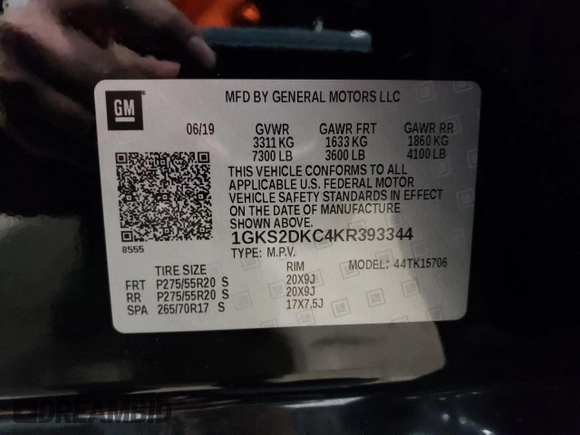 GM
MFD BY GENERAL MOTORS LLC
06/19 GVWR GAWR FRT GAWR RR
3311 KG 1633 KG 1860 KG
7300 LB 3600 LB 4100 LB
THIS VEHICLE CONFORMS TO ALL
APPLICABLE U.S. FEDERAL MOTOR
VEHICLE SAFETY STANDARDS IN EFFECT
ON THE DATE OF MANUFACTURE
SHOWN ABOVE.
8555
1GKS2DKC4KR393344
TYPE: M.P.V. MODEL: 44TK15706
TIRE SIZE RIM
FRT P275/55R20 S 20X9J
RR P275/55R20 S 20X9J
SPA 265/70R17 S 17X7,5J
DREAMBID